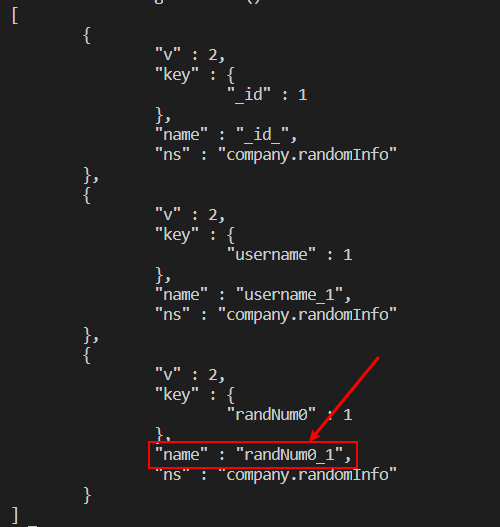 [
{
"v" : 2,
"key" : {
"_id" : 1
},
"name" : "_id_",
"ns" : "company.randomInfo"
},
{
"v" : 2,
"key" : {
"username" : 1
},
"name" : "username_1",
"ns" : "company.randomInfo"
},
{
"v" : 2,
"key" : {
"randNum0" : 1
},
"name" : "randNum0_1",
"ns" : "company.randomInfo"
}
]